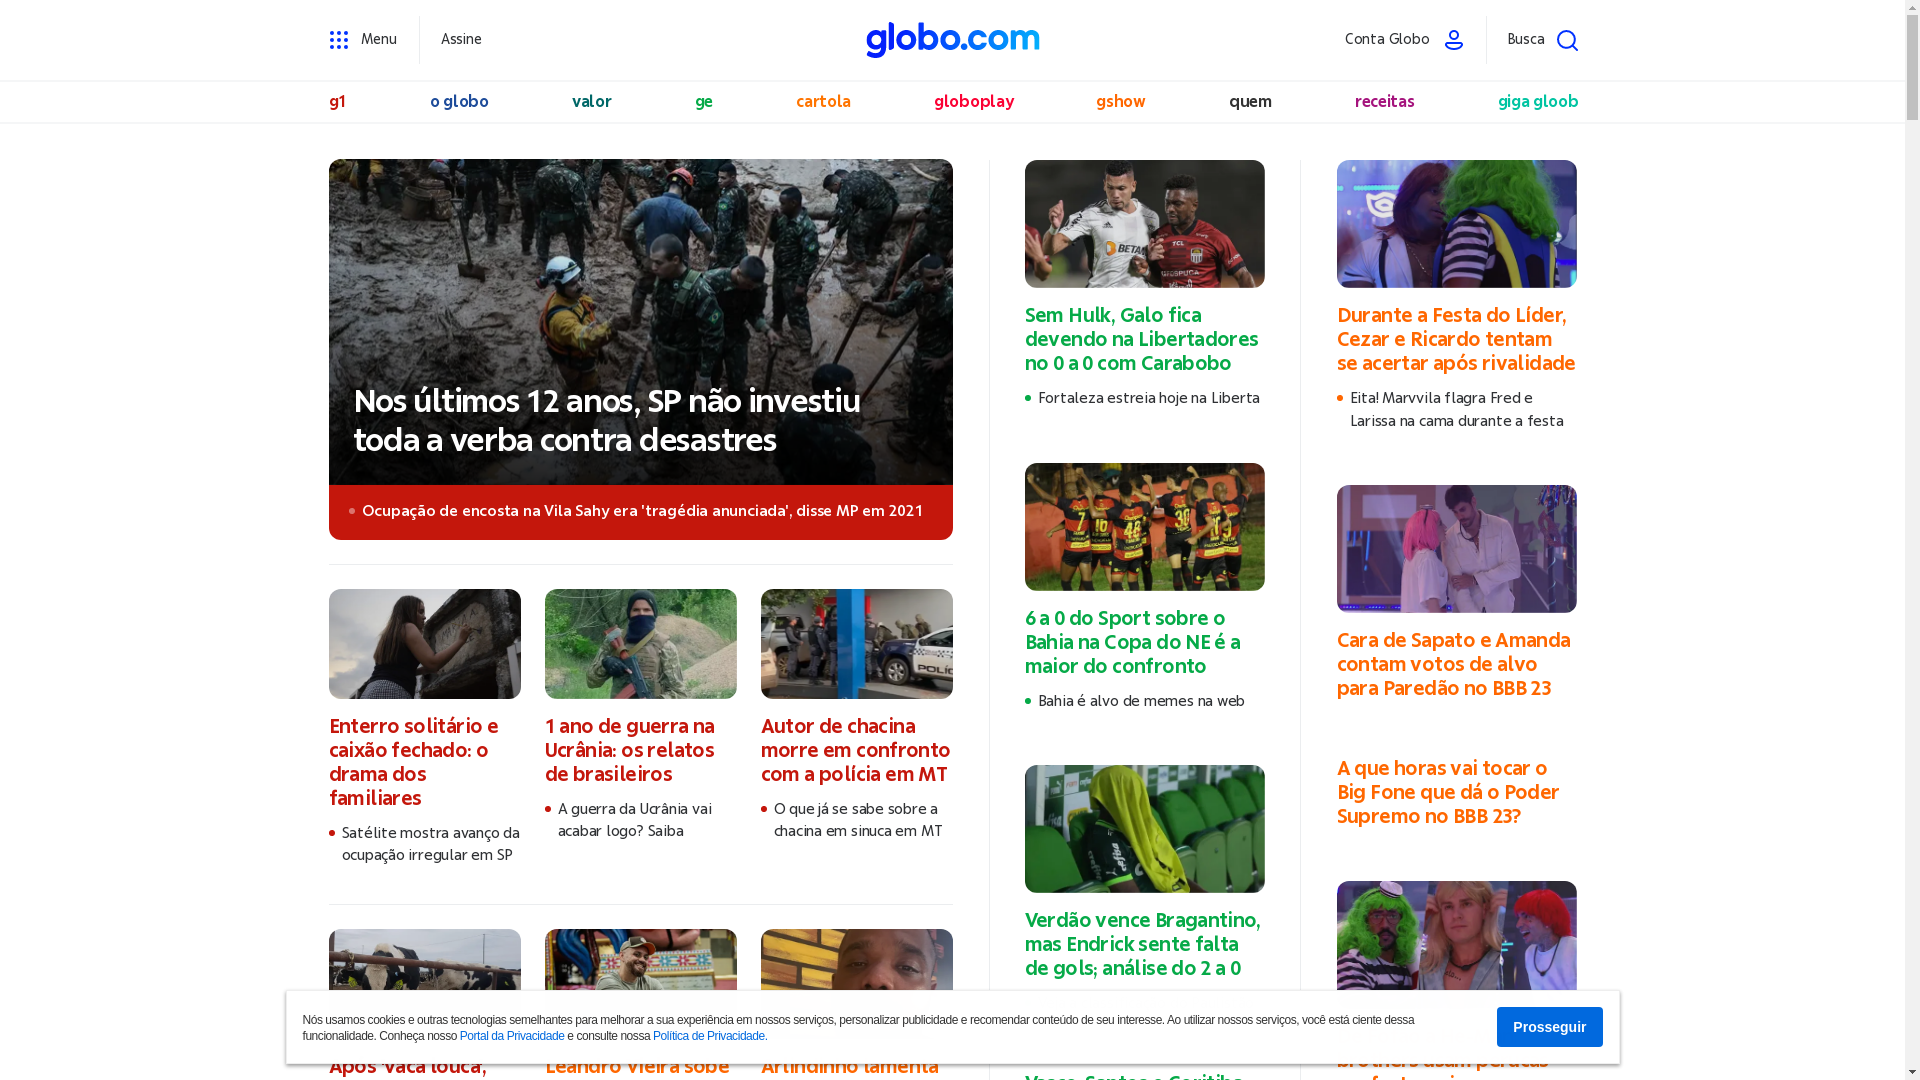 Menu
Assine
globo.com
Conta Globo
Busca
g1
o globo
valor
ge
cartola
globoplay
gshow
quem
receitas
giga gloob
Nos últimos 12 anos, SP não investiu
toda a verba contra desastres
Ocupação de encosta na Vila Sahy era 'tragédia anunciada', disse MP em 2021
Enterro solitário e
caixão fechado: o
drama dos
familiares
Satélite mostra avanço da
ocupação irregular em SP
1 ano de guerra na
Ucrânia: os relatos
de brasileiros
A guerra da Ucrânia vai
acabar logo? Saiba
Autor de chacina
morre em confronto
com a polícia em MT
O que já se sabe sobre a
chacina em sinuca em MT
Após 'vaca louca',
Leandro Vieira sobe
Arlindinho lamenta
Sem Hulk, Galo fica
devendo na Libertadores
no 0 a 0 com Carabobo
Fortaleza estreia hoje na Liberta
6 a 0 do Sport sobre o
Bahia na Copa do NE é a
maior do confronto
Bahia é alvo de memes na web
Verdão vence Bragantino,
mas Endrick sente falta
de gols; análise do 2 a 0
Vasco, Santos e Coritiba
Durante a Festa do Líder,
Cezar e Ricardo tentam
se acertar após rivalidade
Eita! Marvvila flagra Fred e
Larissa na cama durante a festa
Cara de Sapato e Amanda
contam votos de alvo
para Paredão no BBB 23
A que horas vai tocar o
Big Fone que dá o Poder
Supremo no BBB 23?
brothers usam perucas
Nós usamos cookies e outras tecnologias semelhantes para melhorar a sua experiência em nossos serviços, personalizar publicidade e recomendar conteúdo de seu interesse. Ao utilizar nossos serviços, você está ciente dessa
funcionalidade. Conheça nosso Portal da Privacidade e consulte nossa Política de Privacidade.
Prosseguir